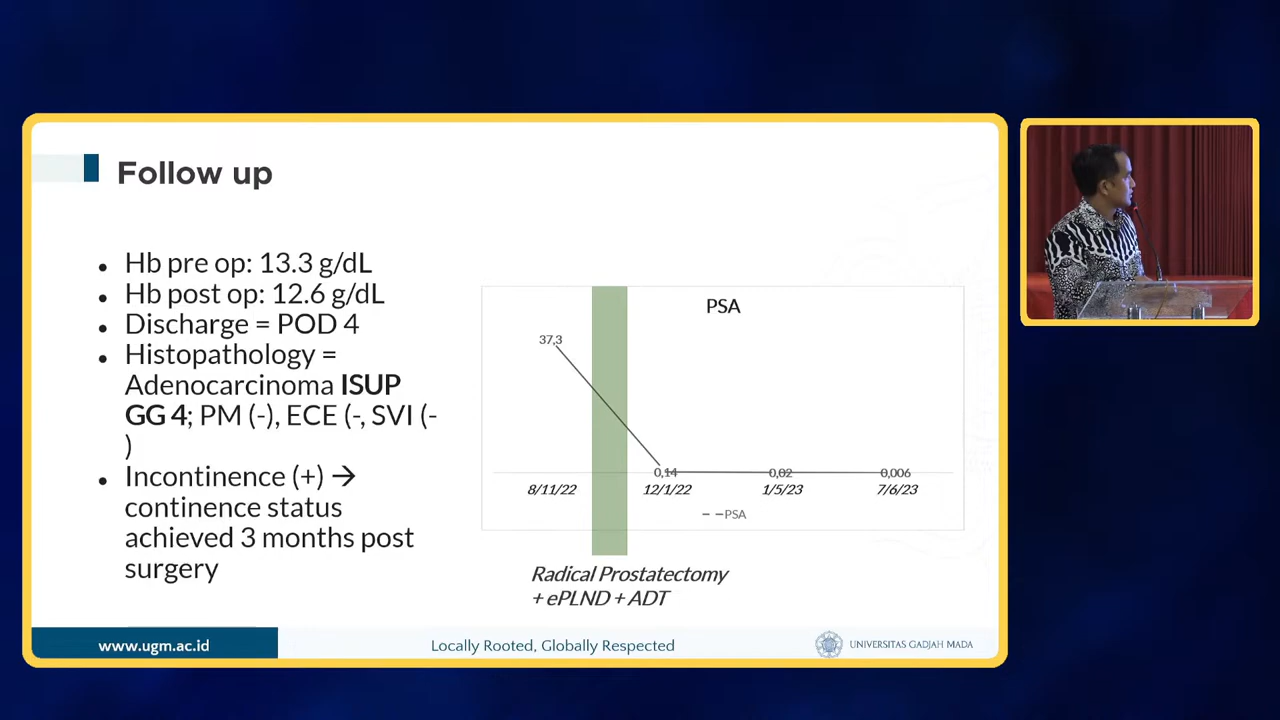 Follow up
• Hb pre op: 13.3 g/dL
• Hb post op: 12.6 g/dL
• Discharge = POD 4
• Histopathology =
Adenocarcinoma ISUP
GG 4; PM (-), ECE (-, SVI (-
)
• Incontinence (+) →
continence status
achieved 3 months post
surgery
PSA
37,3
0,14
0,02
0,006
8/11/22
12/1/22
1/5/23
7/6/23
PSA
Radical Prostatectomy
+ ePLND + ADT
www.ugm.ac.id
Locally Rooted, Globally Respected
UNIVERSITAS GADJAH MADA